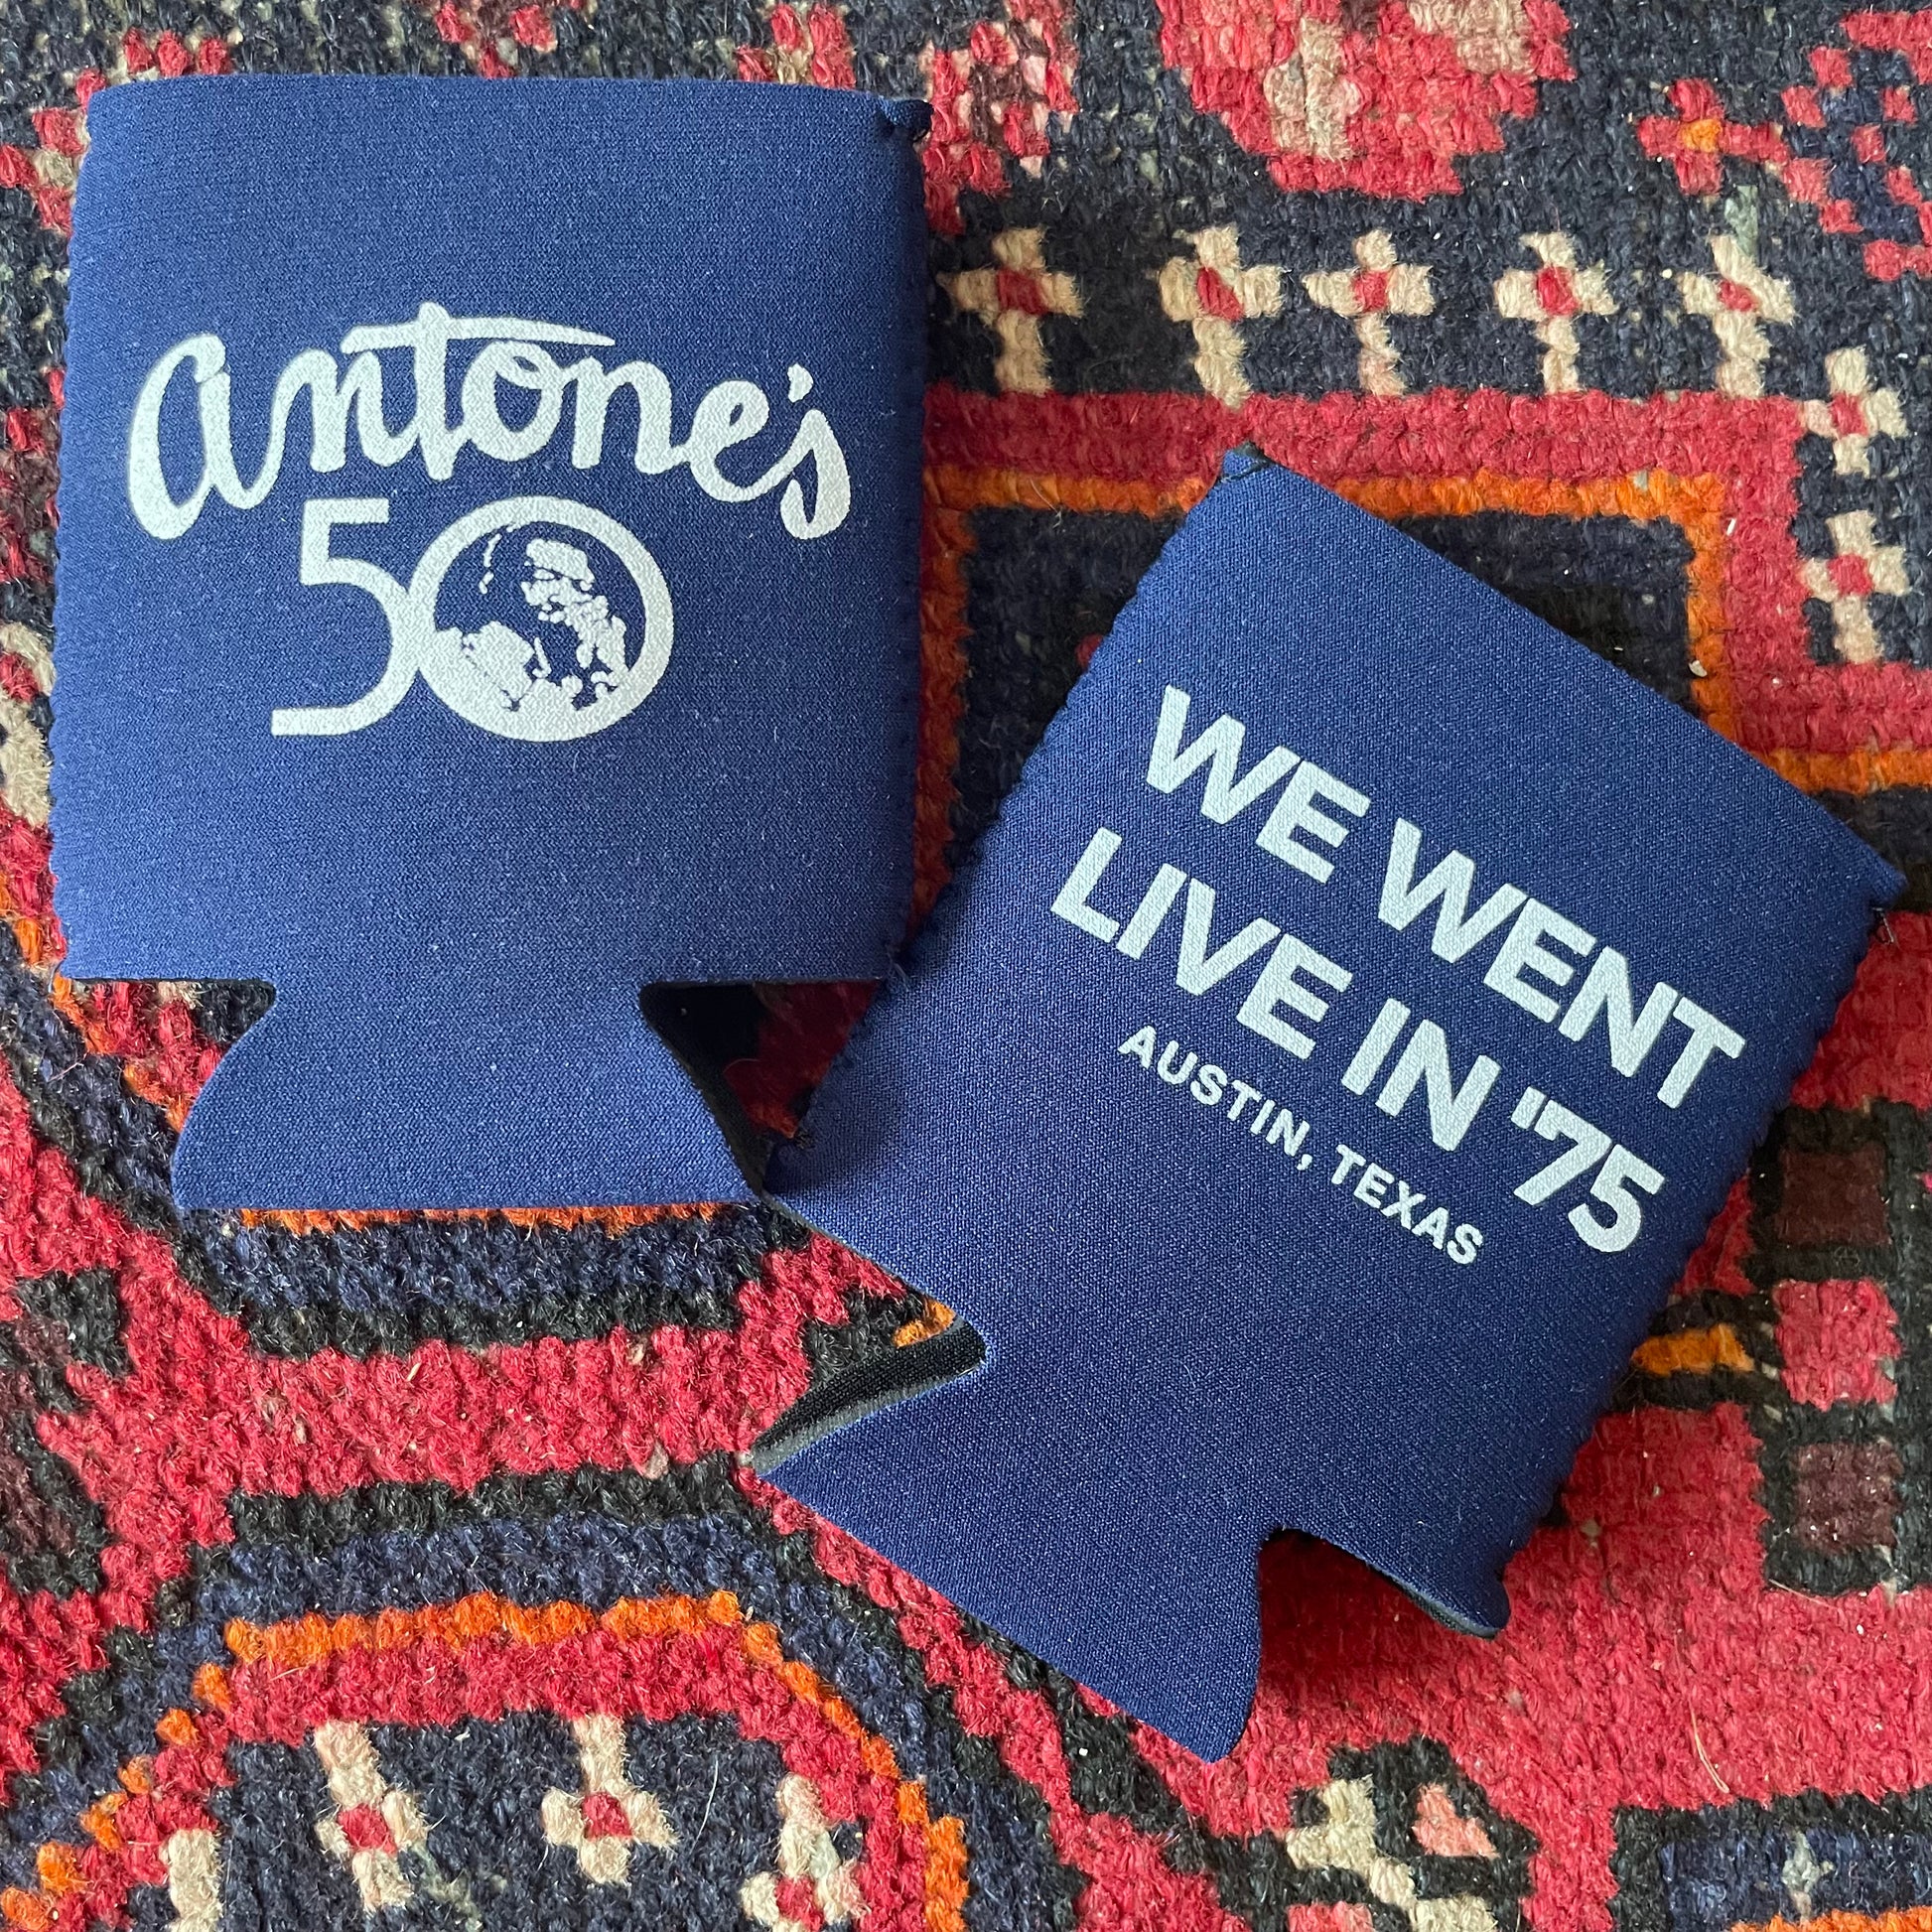 antone's
50
WE WENT
LIVE IN '75
AUSTIN, TEXAS